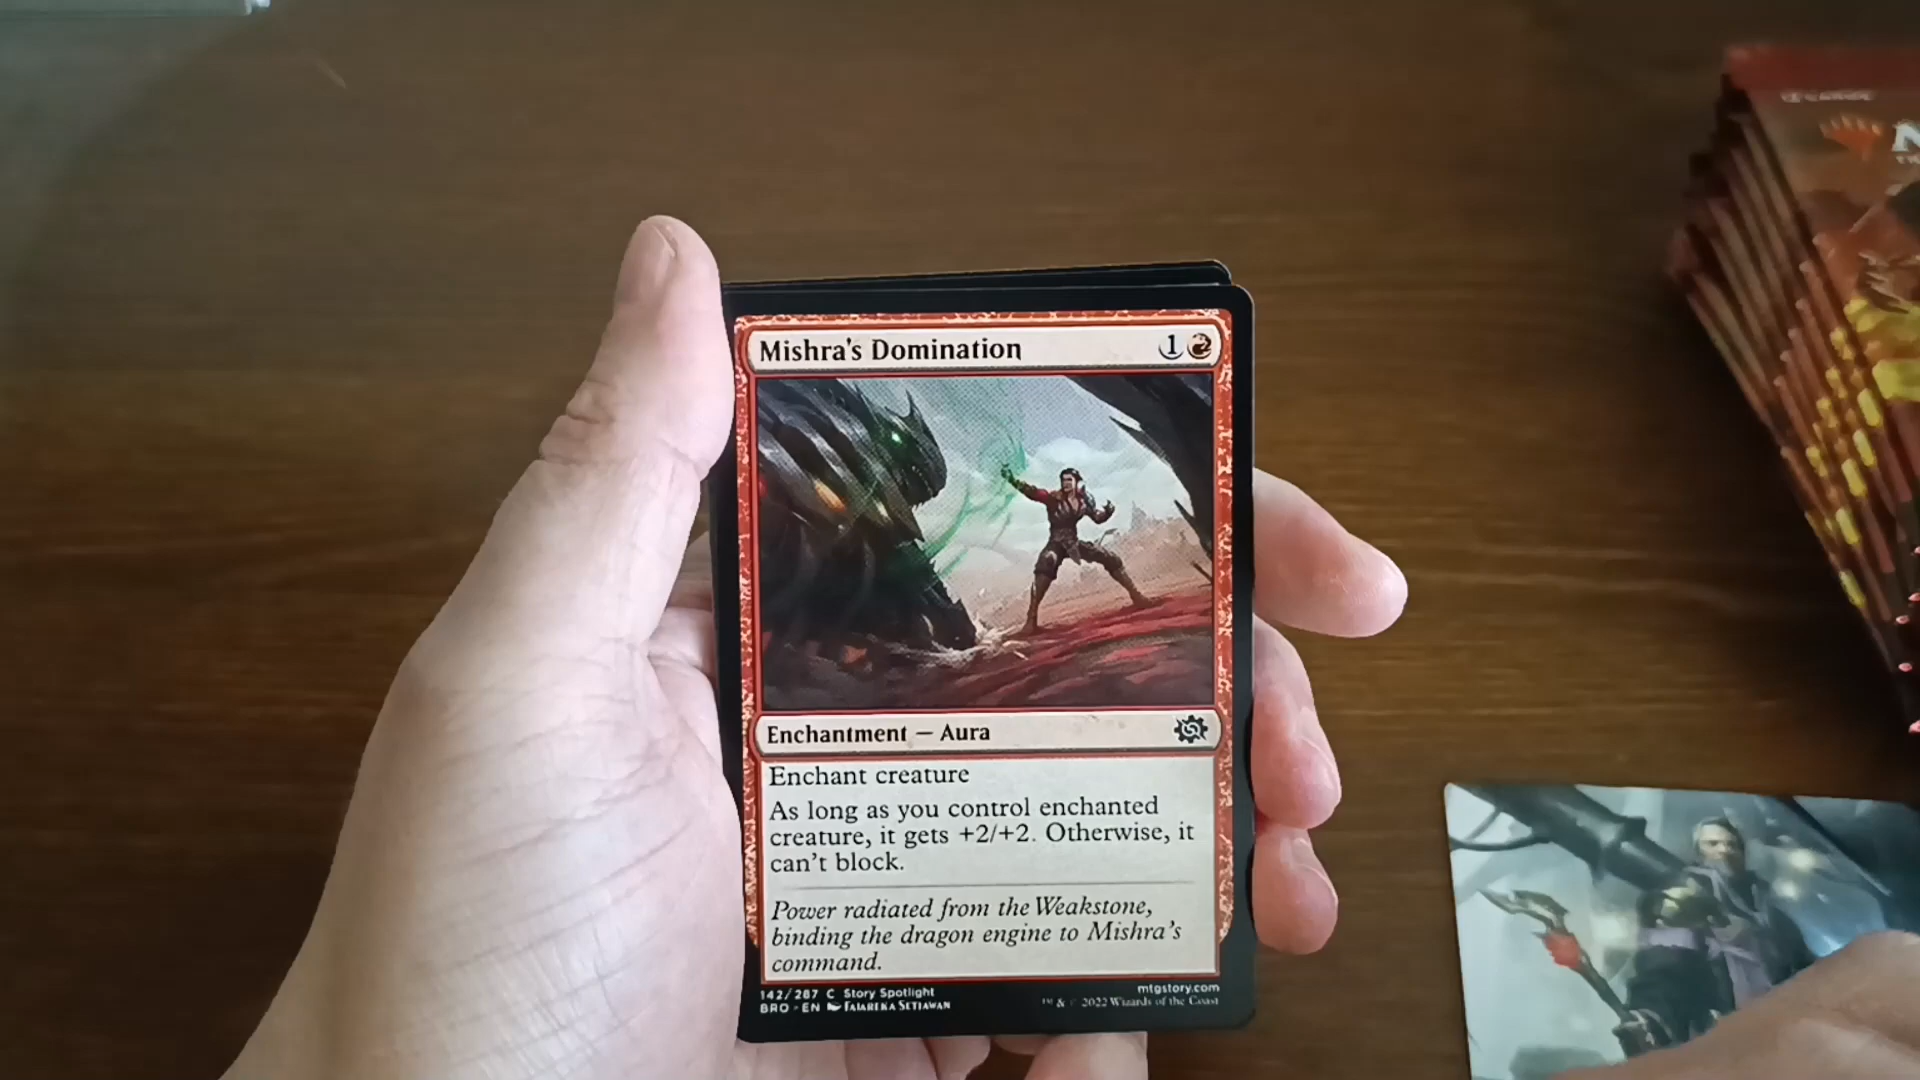 Mishra's Domination 1
Enchantment — Aura
Enchant creature
As long as you control enchanted
creature, it gets +2/+2. Otherwise, it
can't block.
Power radiated from the Weakstone,
binding the dragon engine to Mishra's
command.
142/287 C Story Spotlight
mtgstory.com
BRO • EN Fajareka Setiawan
™ & © 2022 Wizards of the Coast